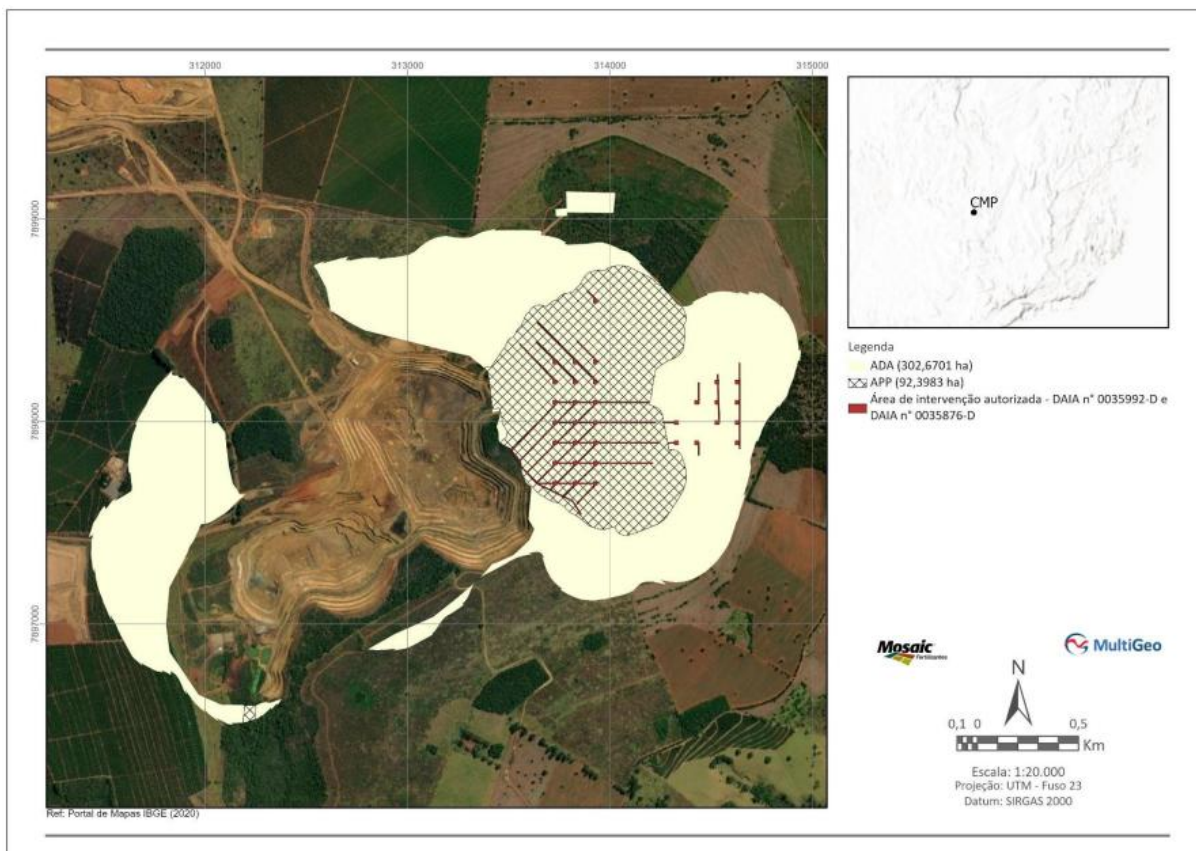 312000
313000
314000
315000
7899000
7898000
7897000
CMP
Legenda
ADA (302,6701 ha)
APP (92,3983 ha)
Área de intervenção autorizada - DAIA n° 0035992-D e
DAIA n° 0035876-D
Mosaic
Fertilizantes
MultiGeo
N
0,1 0 0,5
Km
Escala: 1:20.000
Projeção: UTM - Fuso 23
Datum: SIRGAS 2000
Ref: Portal de Mapas IBGE (2020)